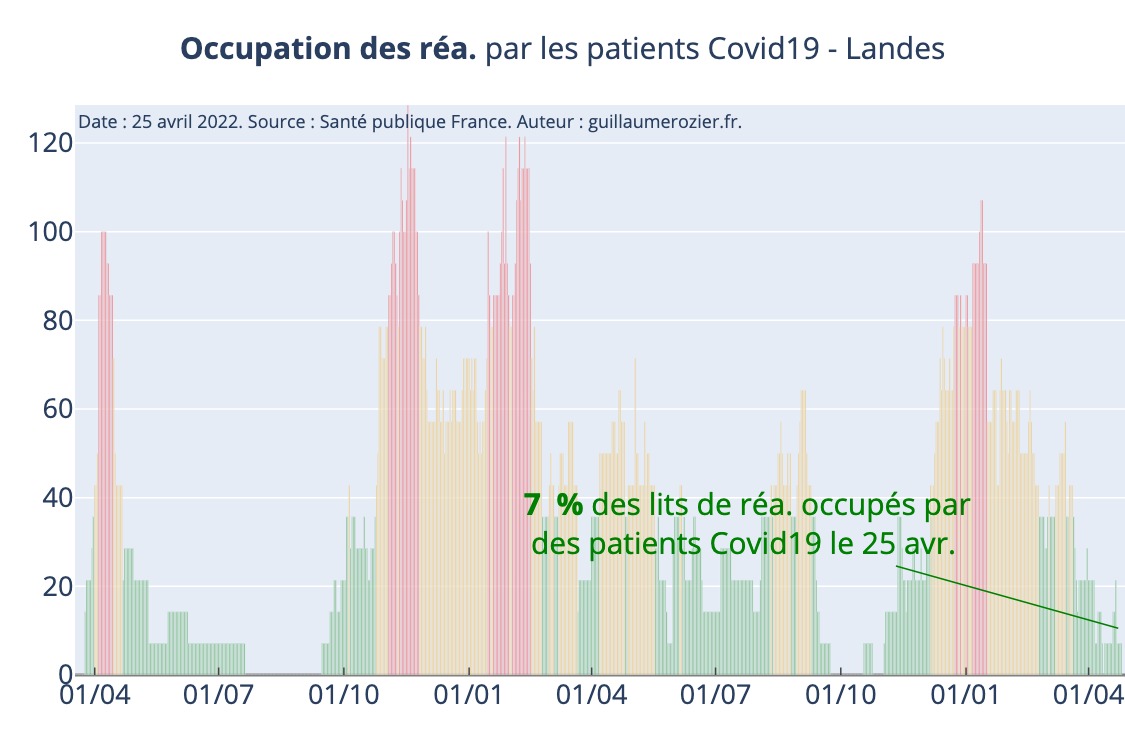 Occupation des réa. par les patients Covid19 - Landes
Date : 25 avril 2022. Source : Santé publique France. Auteur : guillaumerozier.fr.
120
100
80
60
40
20
0
7 % des lits de réa. occupés par
des patients Covid19 le 25 avr.
01/04 01/07 01/10 01/01 01/04 01/07 01/10 01/01 01/04